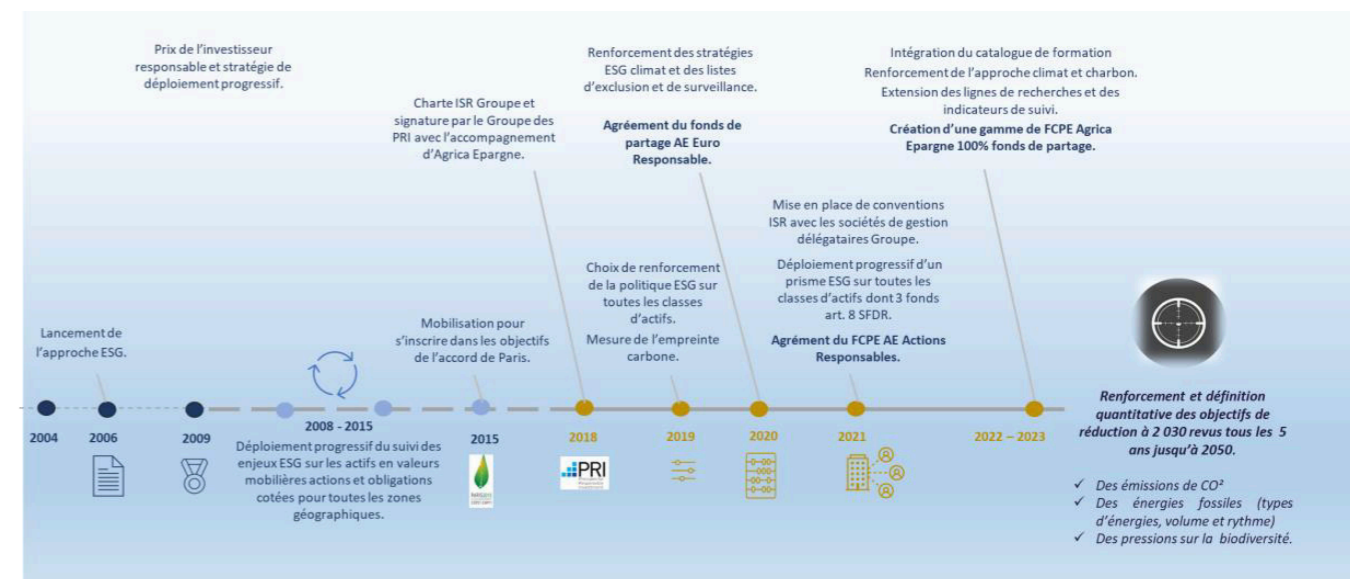 Prix de l'investisseur
responsable et stratégie de
déploiement progressif.
Charte ISR Groupe et
signature par le Groupe des
PRI avec l'accompagnement
d'Agrica Epargne.
Renforcement des stratégies
ESG climat et des listes
d'exclusion et de surveillance.
Agréement du fonds de
partage AE Euro
Responsable.
Intégration du catalogue de formation
Renforcement de l'approche climat et charbon.
Extension des lignes de recherches et des
indicateurs de suivi.
Création d'une gamme de FCPE Agrica
Epargne 100% fonds de partage.
Lancement de
l'approche ESG.
Mobilisation pour
s'inscrire dans les objectifs
de l'accord de Paris.
Choix de renforcement
de la politique ESG sur
toutes les classes
d'actifs.
Mesure de l'empreinte
carbone.
Mise en place de conventions
ISR avec les sociétés de gestion
délégataires Groupe.
Déploiement progressif d'un
prisme ESG sur toutes les
classes d'actifs dont 3 fonds
art. 8 SFDR.
Agrément du FCPE AE Actions
Responsables.
2004
2006
2009
2008 - 2015
Déploiement progressif du suivi des
enjeux ESG sur les actifs en valeurs
mobilières actions et obligations
cotées pour toutes les zones
géographiques.
2015
2018
PRI
2019
2020
2021
2022 – 2023
Renforcement et définition
quantitative des objectifs de
réduction à 2 030 revus tous les 5
ans jusqu'à 2050.
✓ Des émissions de CO²
✓ Des énergies fossiles (types
d'énergies, volume et rythme)
✓ Des pressions sur la biodiversité.